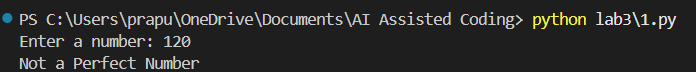 PS C:\Users\prapu\OneDrive\Documents\AI Assisted Coding> python lab3\1.py
Enter a number: 120
Not a Perfect Number